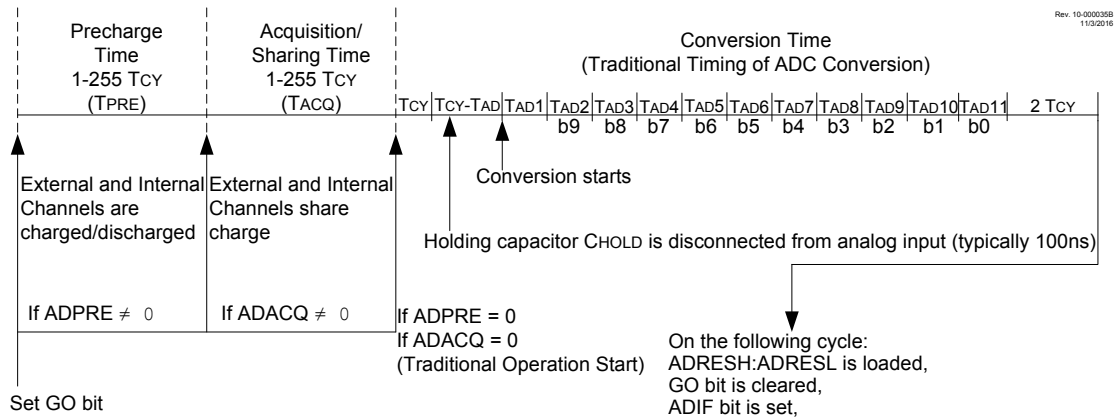 Rev. 10-000035B
11/3/2016
Precharge
Time
1-255 TCY
(TPRE)
Acquisition/
Sharing Time
1-255 TCY
(TACQ)
Conversion Time
(Traditional Timing of ADC Conversion)
TCY TCY-TAD TAD1 TAD2 TAD3 TAD4 TAD5 TAD6 TAD7 TAD8 TAD9 TAD10 TAD11 2 TCY
b9 b8 b7 b6 b5 b4 b3 b2 b1 b0
External and Internal
Channels are
charged/discharged
External and Internal
Channels share
charge
Conversion starts
Holding capacitor CHOLD is disconnected from analog input (typically 100ns)
If ADPRE ≠ 0
If ADACQ ≠ 0
If ADPRE = 0
If ADACQ = 0
(Traditional Operation Start)
Set GO bit
On the following cycle:
ADRESH:ADRESL is loaded,
GO bit is cleared,
ADIF bit is set,